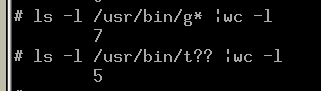 # ls -l /usr/bin/g* ¦wc -l
7
# ls -l /usr/bin/t?? ¦wc -l
5